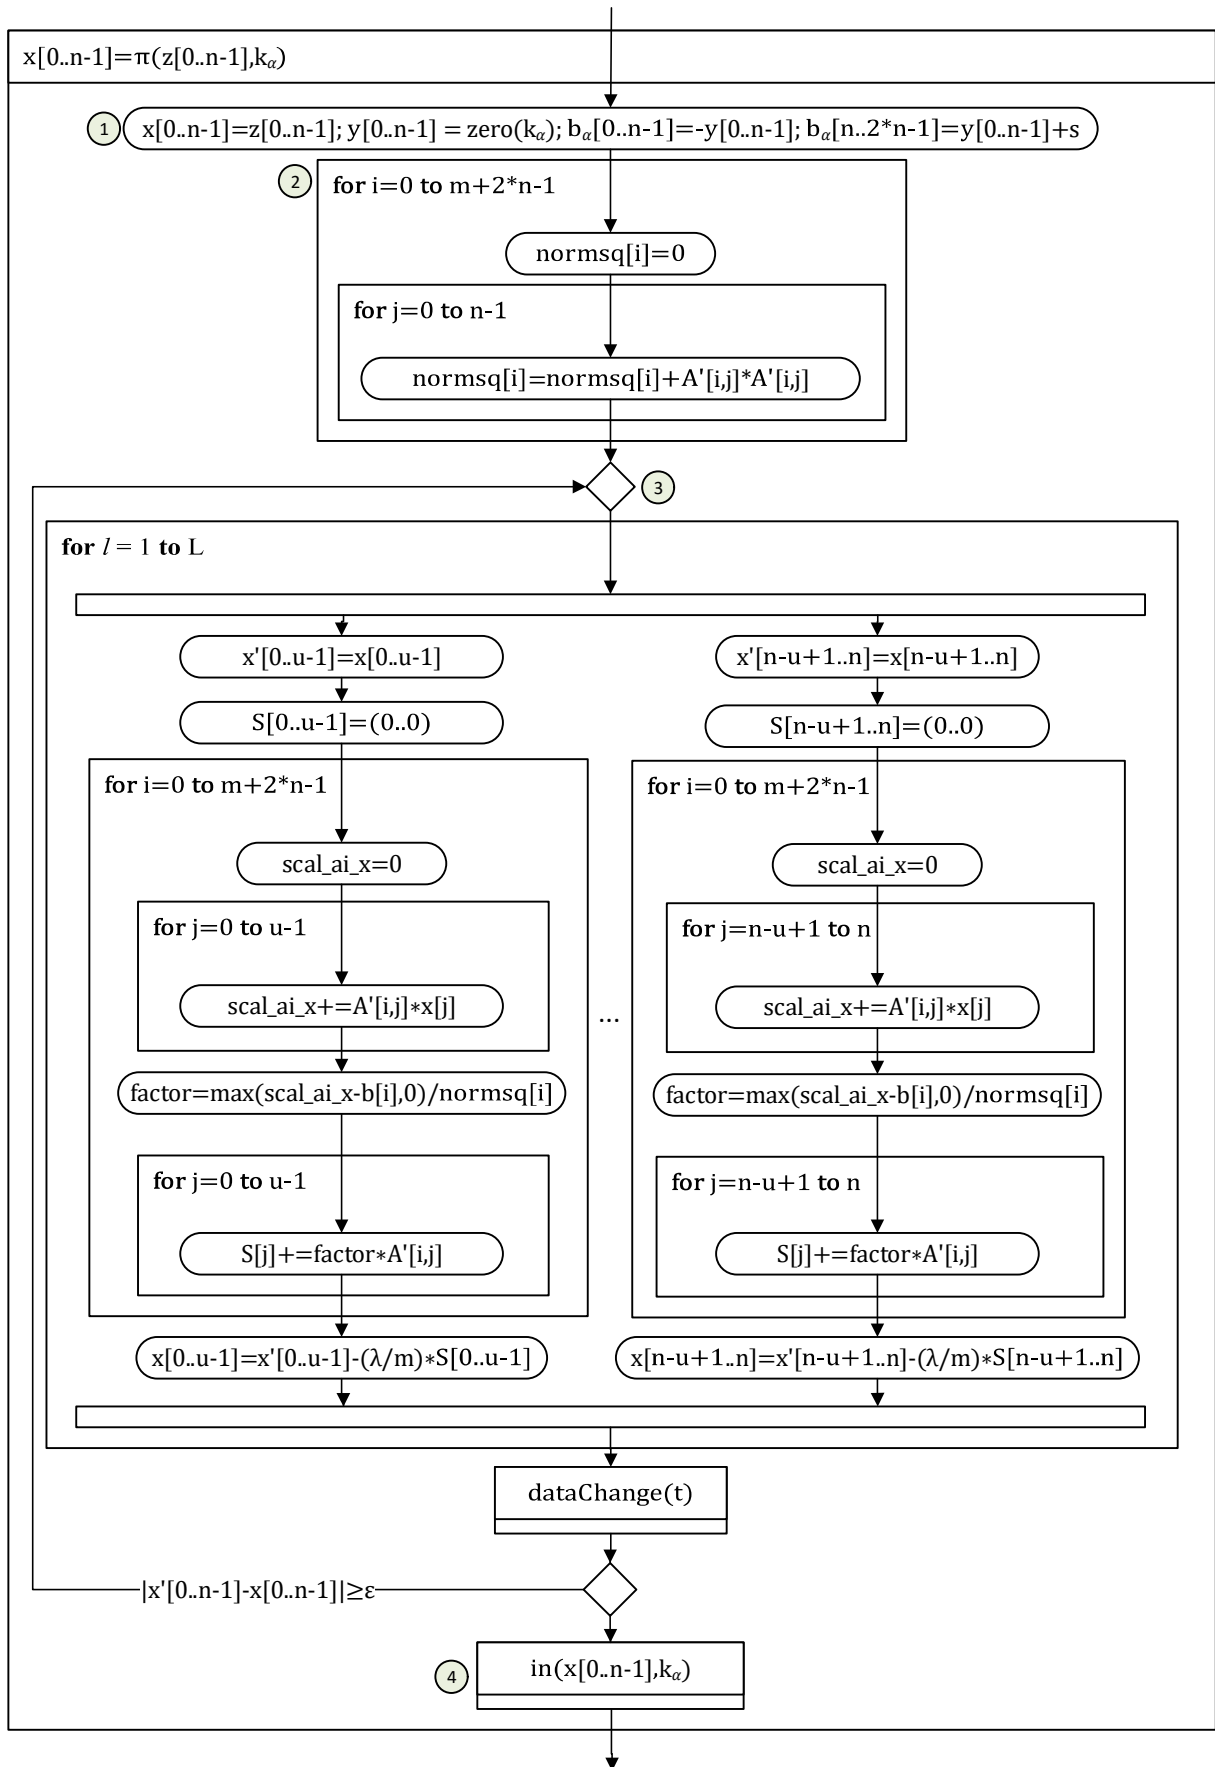 x[0..n-1]=π(z[0..n-1],kα)
1
x[0..n-1]=z[0..n-1]; y[0..n-1] = zero(kα); bα[0..n-1]=-y[0..n-1]; bα[n..2*n-1]=y[0..n-1]+s
2
for i=0 to m+2*n-1
normsq[i]=0
for j=0 to n-1
normsq[i]=normsq[i]+A'[i,j]*A'[i,j]
3
for l = 1 to L
x'[0..u-1]=x[0..u-1]
S[0..u-1]=(0..0)
for i=0 to m+2*n-1
scal_ai_x=0
for j=0 to u-1
scal_ai_x+=A'[i,j]*x[j]
factor=max(scal_ai_x-b[i],0)/normsq[i]
for j=0 to u-1
S[j]+=factor*A'[i,j]
x[0..u-1]=x'[0..u-1]-(λ/m)*S[0..u-1]
...
x'[n-u+1..n]=x[n-u+1..n]
S[n-u+1..n]=(0..0)
for i=0 to m+2*n-1
scal_ai_x=0
for j=n-u+1 to n
scal_ai_x+=A'[i,j]*x[j]
factor=max(scal_ai_x-b[i],0)/normsq[i]
for j=n-u+1 to n
S[j]+=factor*A'[i,j]
x[n-u+1..n]=x'[n-u+1..n]-(λ/m)*S[n-u+1..n]
dataChange(t)
|x'[0..n-1]-x[0..n-1]|≥ε
4
in(x[0..n-1],kα)